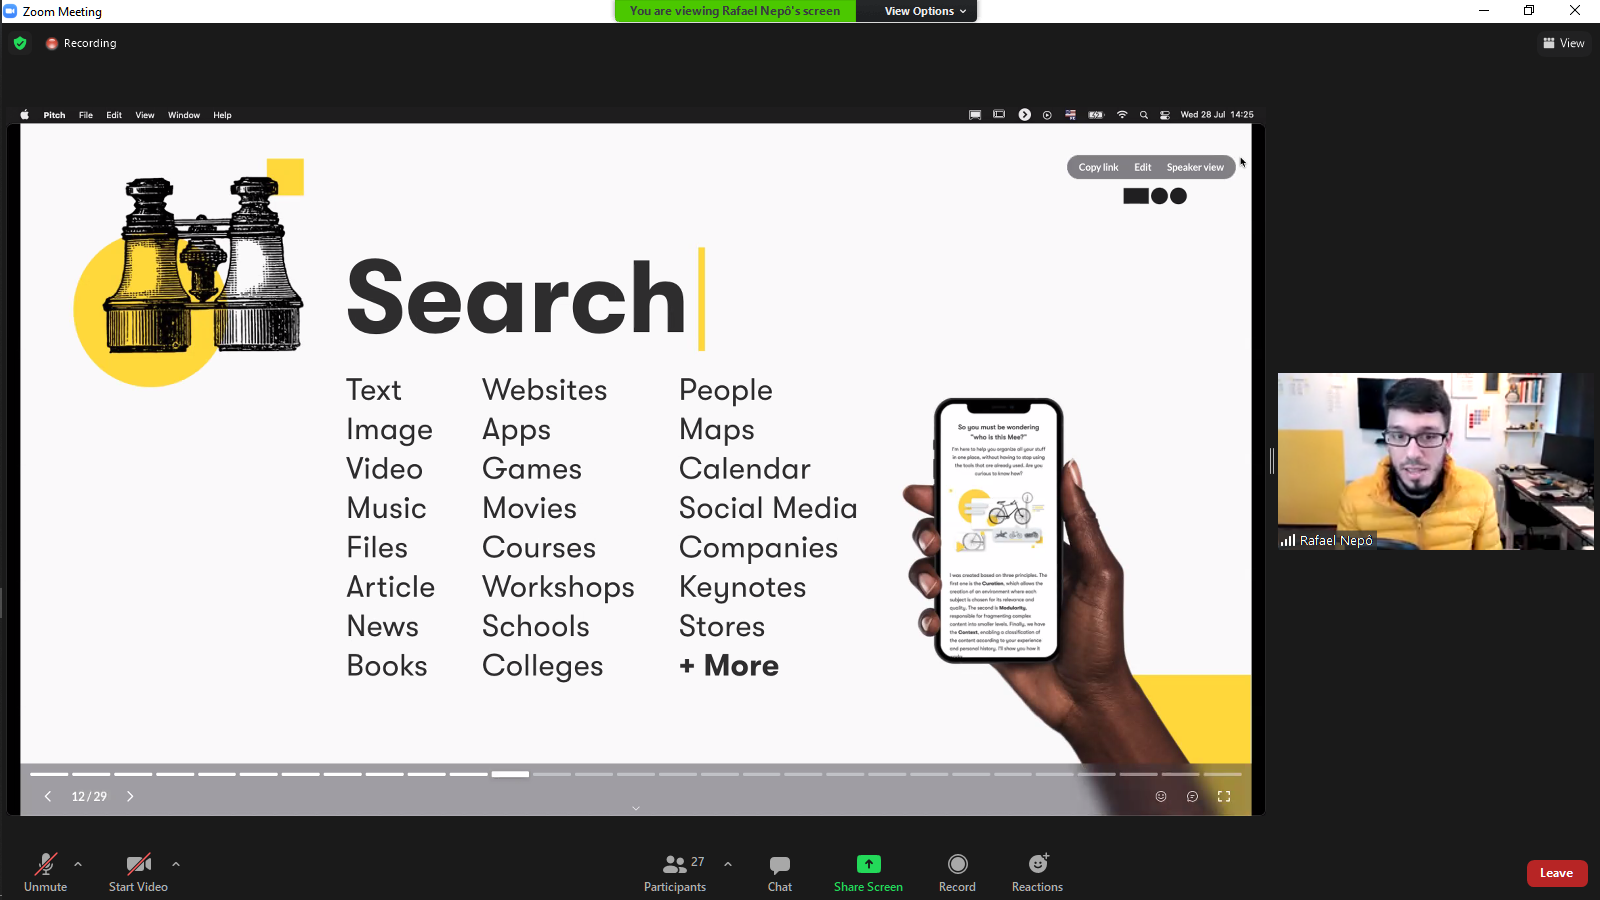 Zoom Meeting
You are viewing Rafael Nepô's screen
View Options
Recording
View
Pitch File Edit View Window Help
Wed 28 Jul 14:25
Copy link Edit Speaker view
Search
Text
Image
Video
Music
Files
Article
News
Books
Websites
Apps
Games
Movies
Courses
Workshops
Schools
Colleges
People
Maps
Calendar
Social Media
Companies
Keynotes
Stores
+ More
So you must be wondering
"who is this Mee?"
I'm here to help you organize all your stuff
in one place, without having to stop using
the tools that are already used. Are you
curious to know how?
I was created based on three principles. The
first one is the Curation, which allows the
creation of an environment where each
subject is chosen for its relevance and
quality. The second is Modularity,
responsible for fragmenting complex
content into smaller levels. Finally, we have
the Context, enabling a classification of
the content according to your experience
and personal history. I'll show you how it
Rafael Nepô
12 / 29
Unmute
Start Video
27
Participants
Chat
Share Screen
Record
Reactions
Leave